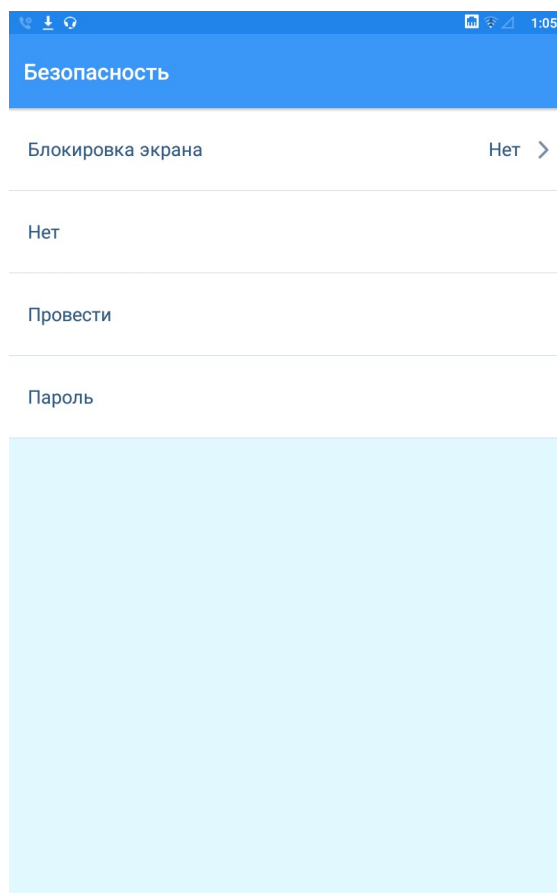 1:05
Безопасность
Блокировка экрана Нет
Нет
Провести
Пароль